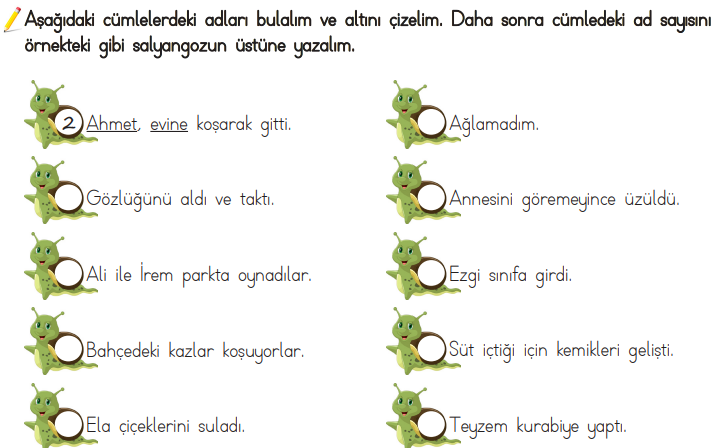 Aşağıdaki cümlelerdeki adları bulalım ve altını çizelim. Daha sonra cümledeki ad sayısını
örnekteki gibi salyangozun üstüne yazalım.
2 Ahmet, evine koşarak gitti.
Gözlüğünü aldı ve taktı.
Ali ile İrem parkta oynadılar.
Bahçedeki kazlar koşuyorlar.
Ela çiçeklerini suladı.
Ağlamadım.
Annesini göremeyince üzüldü.
Ezgi sınıfa girdi.
Süt içtiği için kemikleri gelişti.
Teyzem kurabiye yaptı.